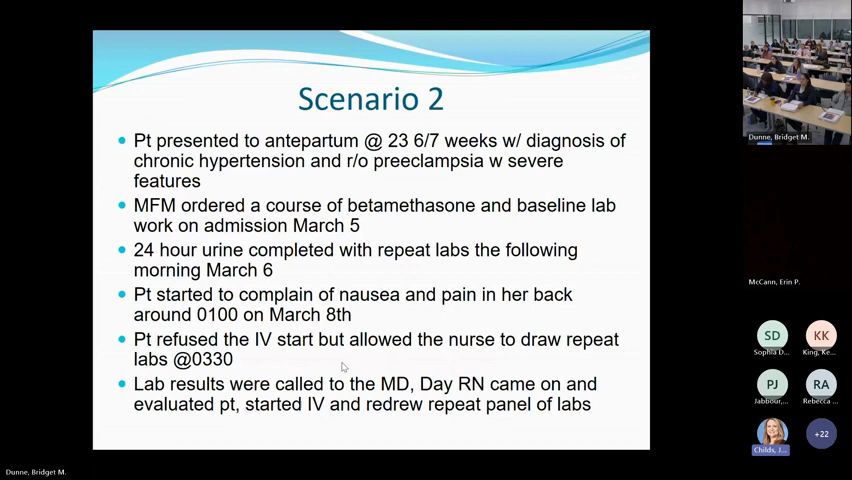 Scenario 2
Pt presented to antepartum @ 23 6/7 weeks w/ diagnosis of
chronic hypertension and r/o preeclampsia w severe
features
MFM ordered a course of betamethasone and baseline lab
work on admission March 5
24 hour urine completed with repeat labs the following
morning March 6
Pt started to complain of nausea and pain in her back
around 0100 on March 8th
Pt refused the IV start but allowed the nurse to draw repeat
labs @0330
Lab results were called to the MD, Day RN came on and
evaluated pt, started IV and redrew repeat panel of labs
Dunne, Bridget M.
McCann, Erin P.
SD
KK
Sophia D...
King, Ke...
PJ
RA
Jabbour,...
Rebecca ...
+22
Childs, J...
Dunne, Bridget M.